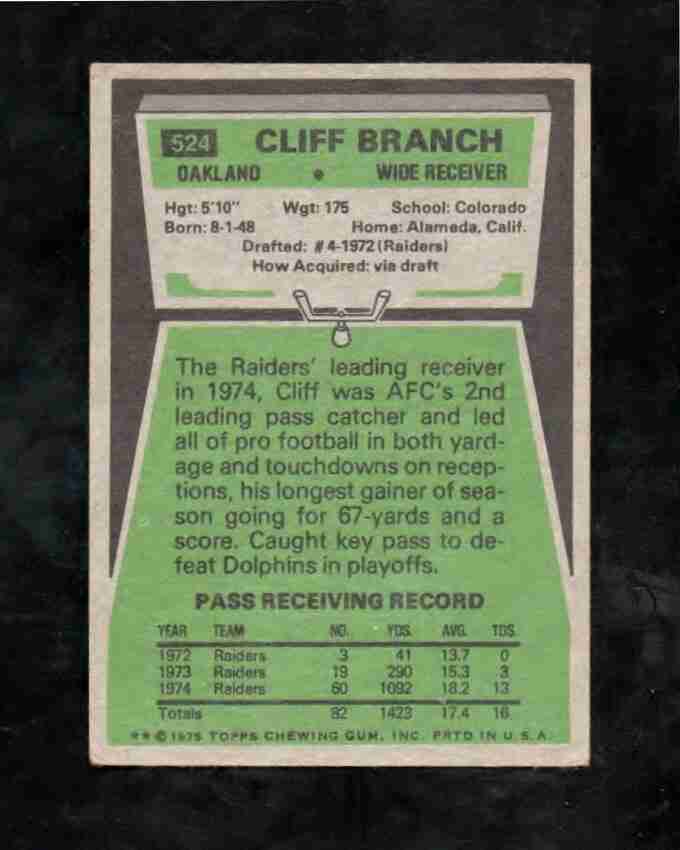 524 CLIFF BRANCH
OAKLAND • WIDE RECEIVER
Hgt: 5'10" Wgt: 175 School: Colorado
Born: 8-1-48 Home: Alameda, Calif.
Drafted: #4-1972 (Raiders)
How Acquired: via draft
The Raiders' leading receiver
in 1974, Cliff was AFC's 2nd
leading pass catcher and led
all of pro football in both yard-
age and touchdowns on recep-
tions, his longest gainer of sea-
son going for 67-yards and a
score. Caught key pass to de-
feat Dolphins in playoffs.
PASS RECEIVING RECORD
YEAR TEAM NO. YDS. AVG. TDS.
1972 Raiders 3 41 13.7 0
1973 Raiders 19 290 15.3 3
1974 Raiders 60 1092 18.2 13
Totals 82 1423 17.4 16
** © 1975 TOPPS CHEWING GUM, INC. PRTD IN U.S.A.